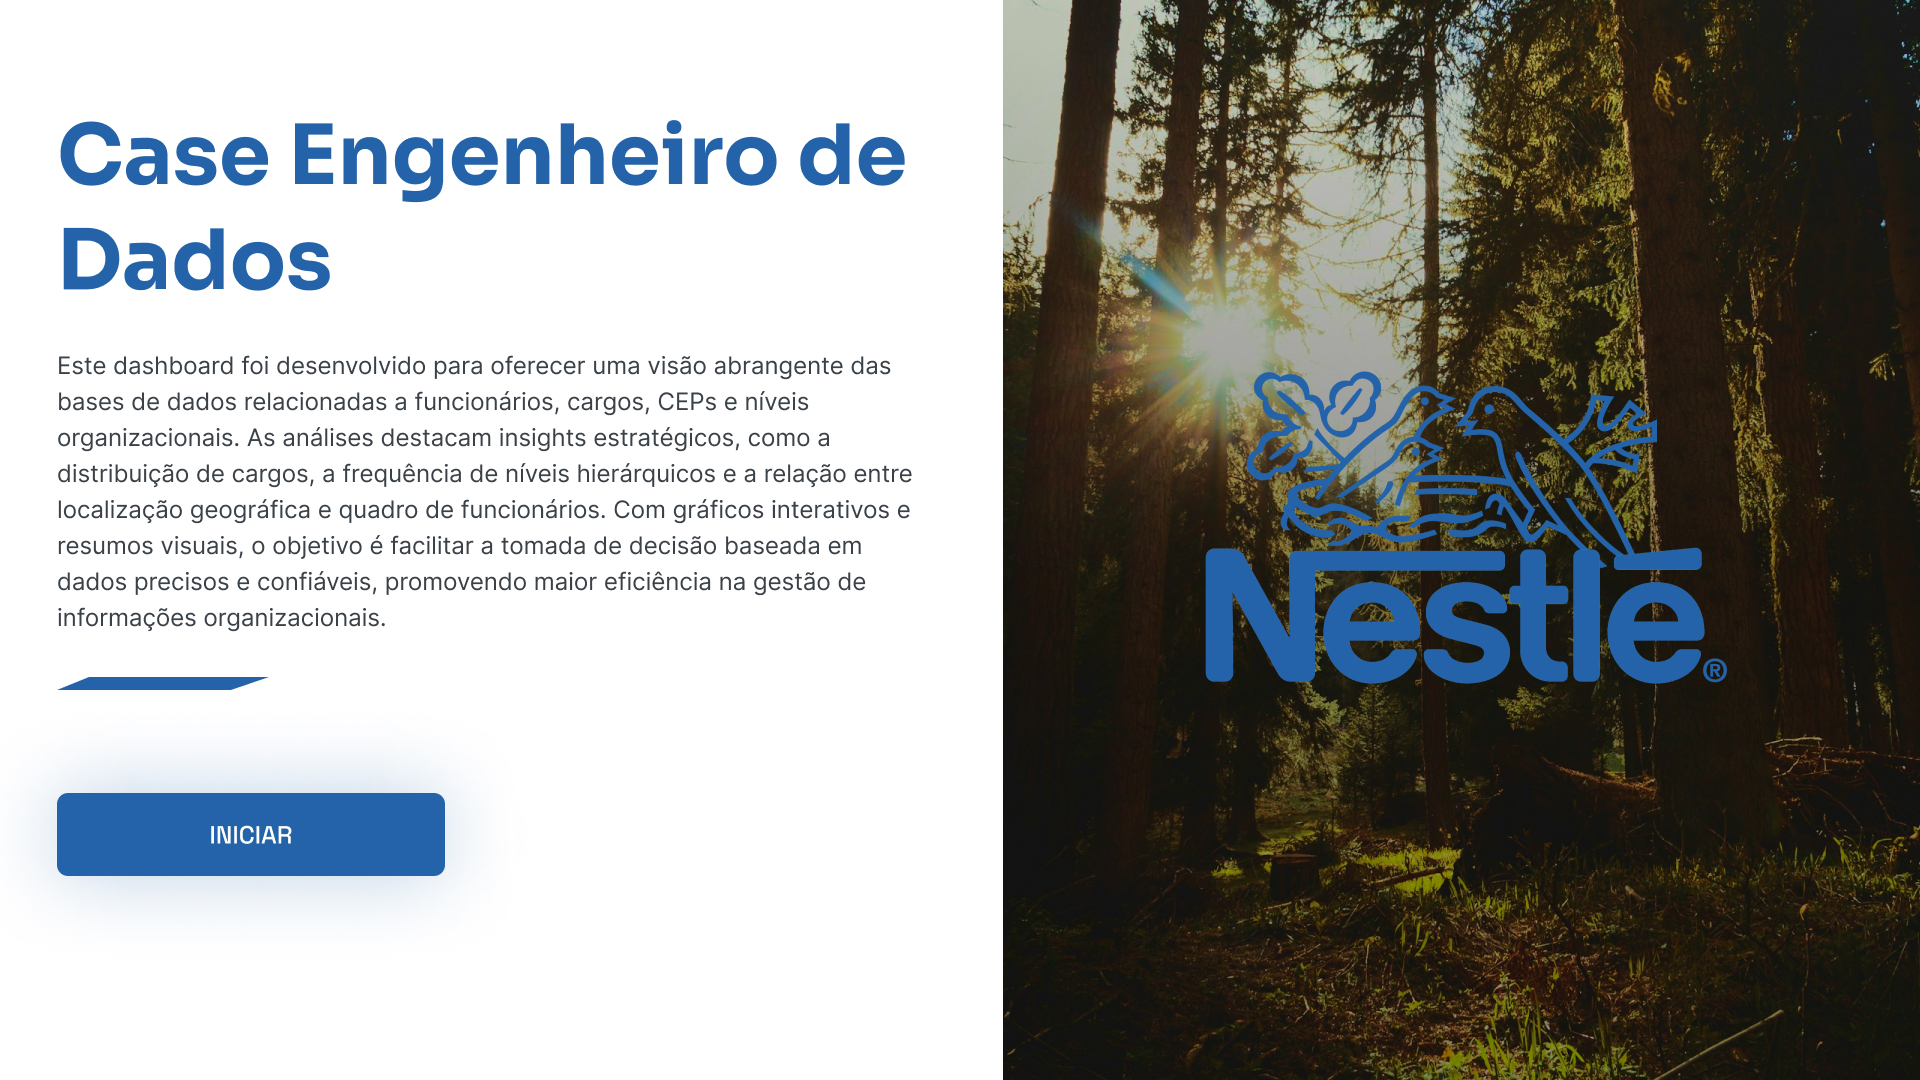 Case Engenheiro de
Dados
Este dashboard foi desenvolvido para oferecer uma visão abrangente das
bases de dados relacionadas a funcionários, cargos, CEPs e níveis
organizacionais. As análises destacam insights estratégicos, como a
distribuição de cargos, a frequência de níveis hierárquicos e a relação entre
localização geográfica e quadro de funcionários. Com gráficos interativos e
resumos visuais, o objetivo é facilitar a tomada de decisão baseada em
dados precisos e confiáveis, promovendo maior eficiência na gestão de
informações organizacionais.
INICIAR
Nestlé®